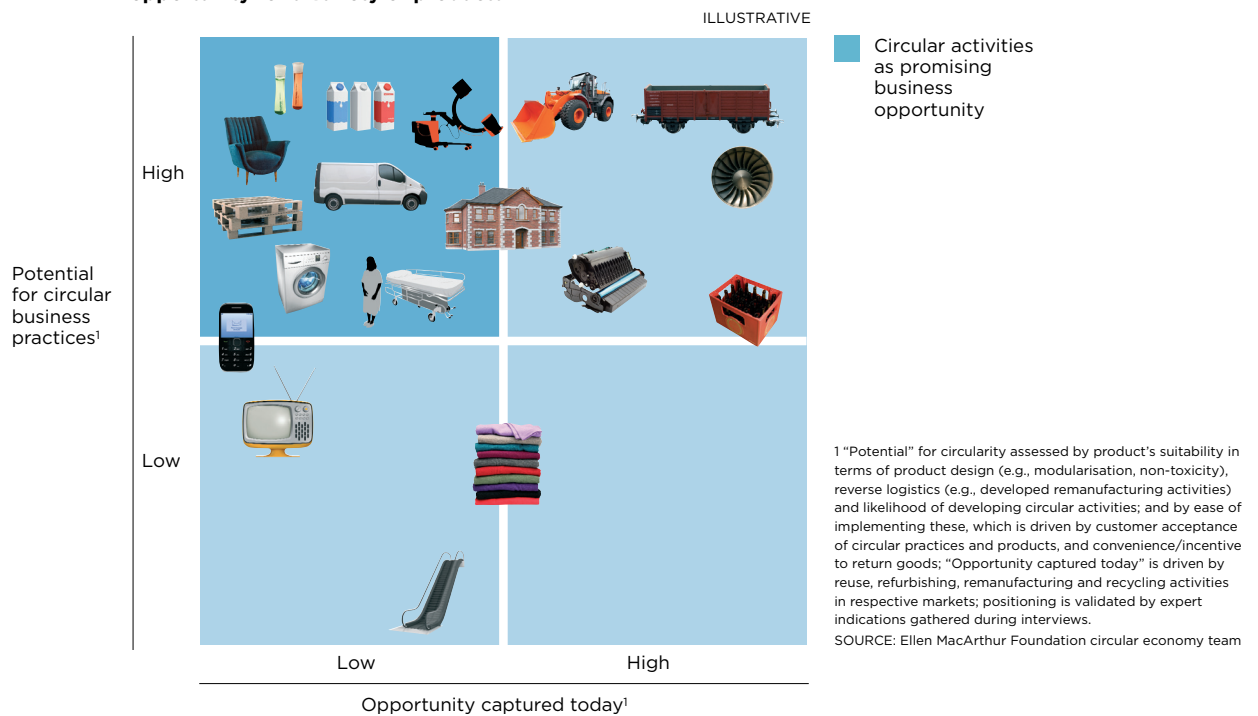 ILLUSTRATIVE
Circular activities
as promising
business
opportunity
High
Potential
for circular
business
practices¹
Low
1 “Potential” for circularity assessed by product’s suitability in
terms of product design (e.g., modularisation, non-toxicity),
reverse logistics (e.g., developed remanufacturing activities)
and likelihood of developing circular activities; and by ease of
implementing these, which is driven by customer acceptance
of circular practices and products, and convenience/incentive
to return goods; “Opportunity captured today” is driven by
reuse, refurbishing, remanufacturing and recycling activities
in respective markets; positioning is validated by expert
indications gathered during interviews.
SOURCE: Ellen MacArthur Foundation circular economy team
Low
High
Opportunity captured today¹